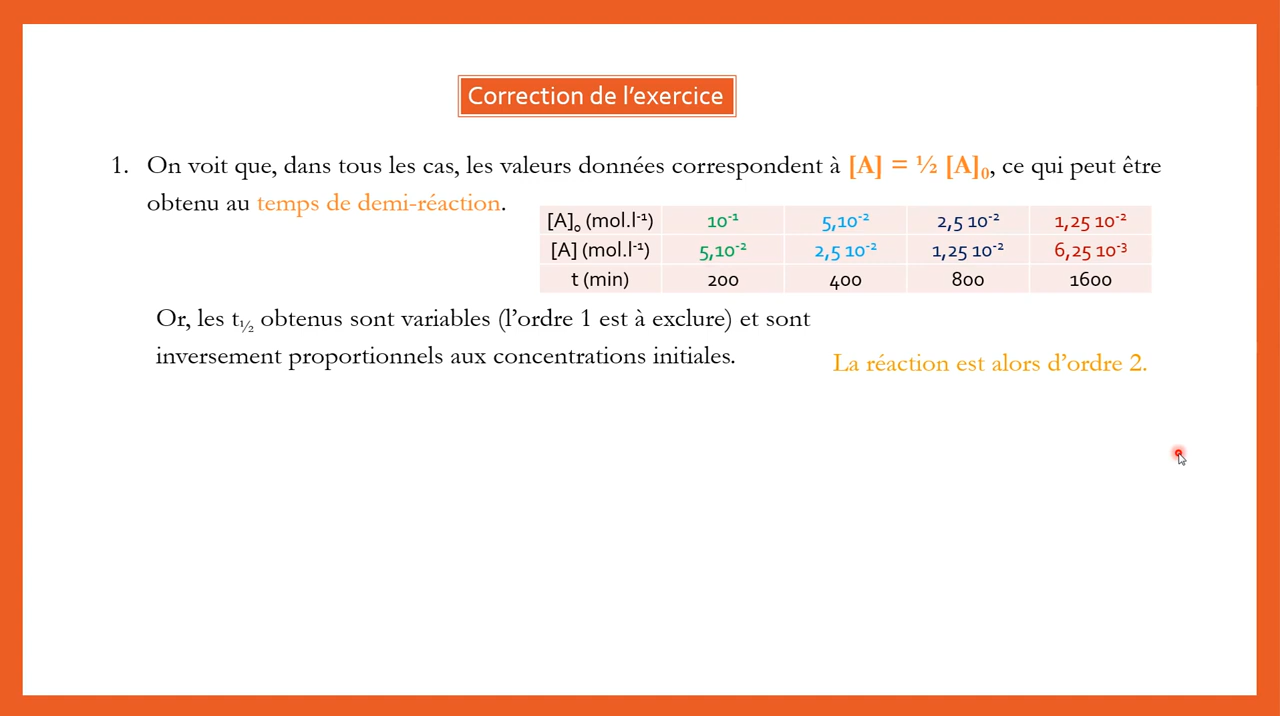 Correction de l’exercice
1. On voit que, dans tous les cas, les valeurs données correspondent à [A] = ½ [A]₀, ce qui peut être
obtenu au temps de demi-réaction.
[A]₀ (mol.l⁻¹) 10⁻¹ 5,10⁻² 2,5 10⁻² 1,25 10⁻²
[A] (mol.l⁻¹) 5,10⁻² 2,5 10⁻² 1,25 10⁻² 6,25 10⁻³
t (min) 200 400 800 1600
Or, les t½ obtenus sont variables (l’ordre 1 est à exclure) et sont
inversement proportionnels aux concentrations initiales.
La réaction est alors d’ordre 2.